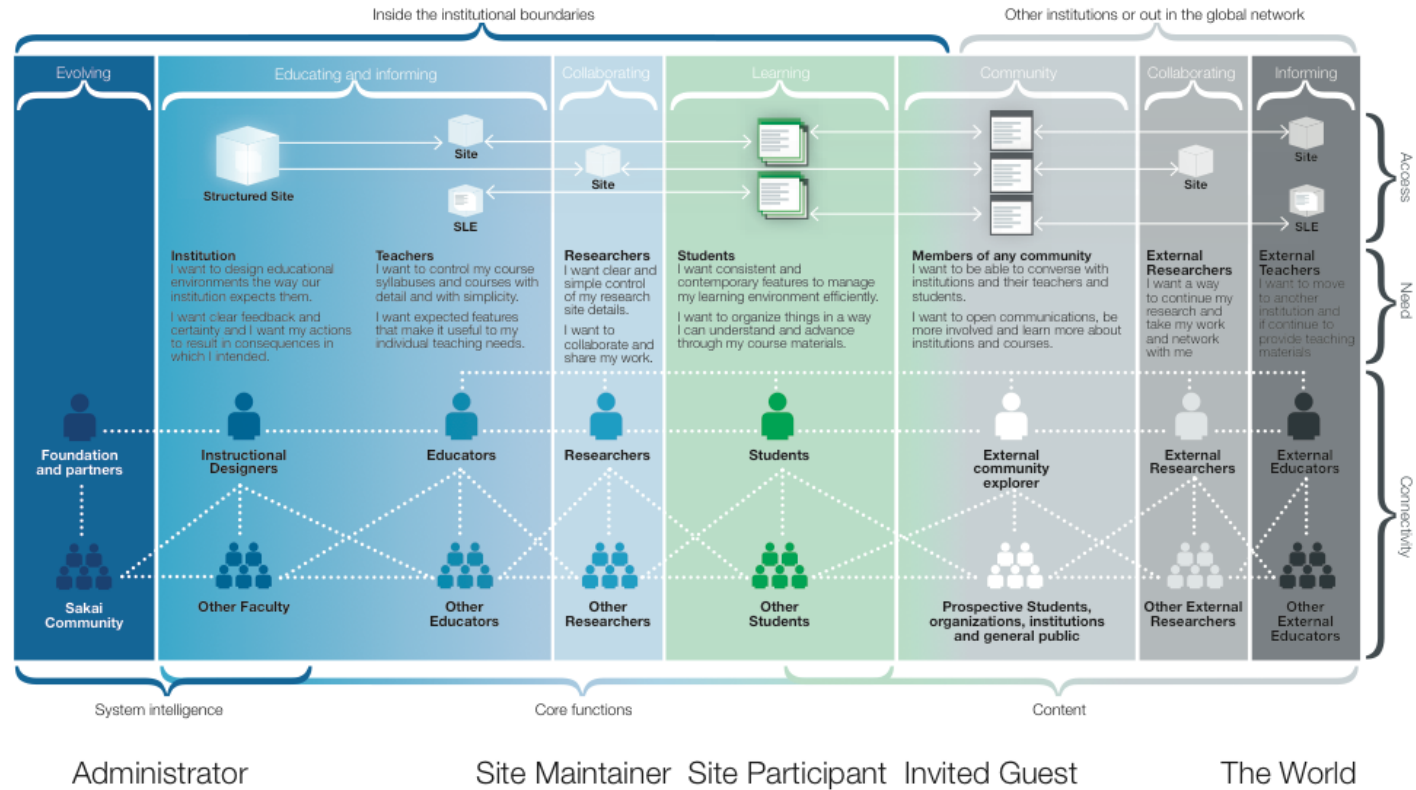 Inside the institutional boundaries
Other institutions or out in the global network
Evolving
Educating and informing
Collaborating
Learning
Community
Collaborating
Informing
Structured Site
Site
SLE
Site
Site
Site
SLE
Access
Institution
I want to design educational
environments the way our
institution expects them.
I want clear feedback and
certainty and I want my actions
to result in consequences in
which I intended.
Teachers
I want to control my course
syllabuses and courses with
detail and with simplicity.
I want expected features
that make it useful to my
individual teaching needs.
Researchers
I want clear and
simple control
of my research
site details.
I want to
collaborate and
share my work.
Students
I want consistent and
contemporary features to manage
my learning environment efficiently.
I want to organize things in a way
I can understand and advance
through my course materials.
Members of any community
I want to be able to converse with
institutions and their teachers and
students.
I want to open communications, be
more involved and learn more about
institutions and courses.
External
Researchers
I want a way
to continue my
research and
take my work
and network
with me
External
Teachers
I want to move
to another
institution and
if continue to
provide teaching
materials
Need
Foundation
and partners
Instructional
Designers
Educators
Researchers
Students
External
community
explorer
External
Researchers
External
Educators
Connectivity
Sakai
Community
Other Faculty
Other
Educators
Other
Researchers
Other
Students
Prospective Students,
organizations, institutions
and general public
Other External
Researchers
Other
External
Educators
System intelligence
Core functions
Content
Administrator
Site Maintainer
Site Participant
Invited Guest
The World